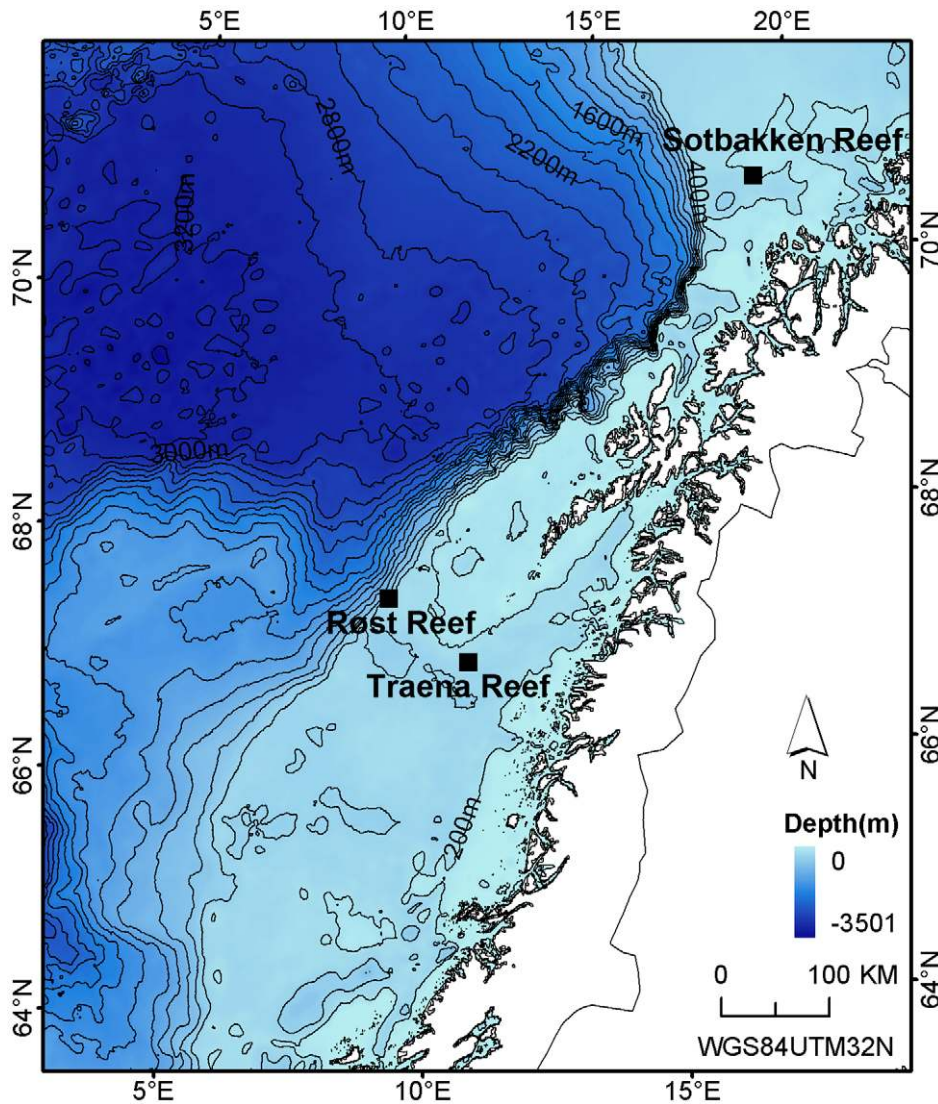 5°E 10°E 15°E 20°E
2800m
1600m
Sotbakken Reef
2200m
400m
3200m
70°N 70°N
3000m
68°N 68°N
Røst Reef
Traena Reef
66°N 66°N
N
200m
Depth(m)
0
-3501
0 100 KM
64°N 64°N
WGS84UTM32N
5°E 10°E 15°E